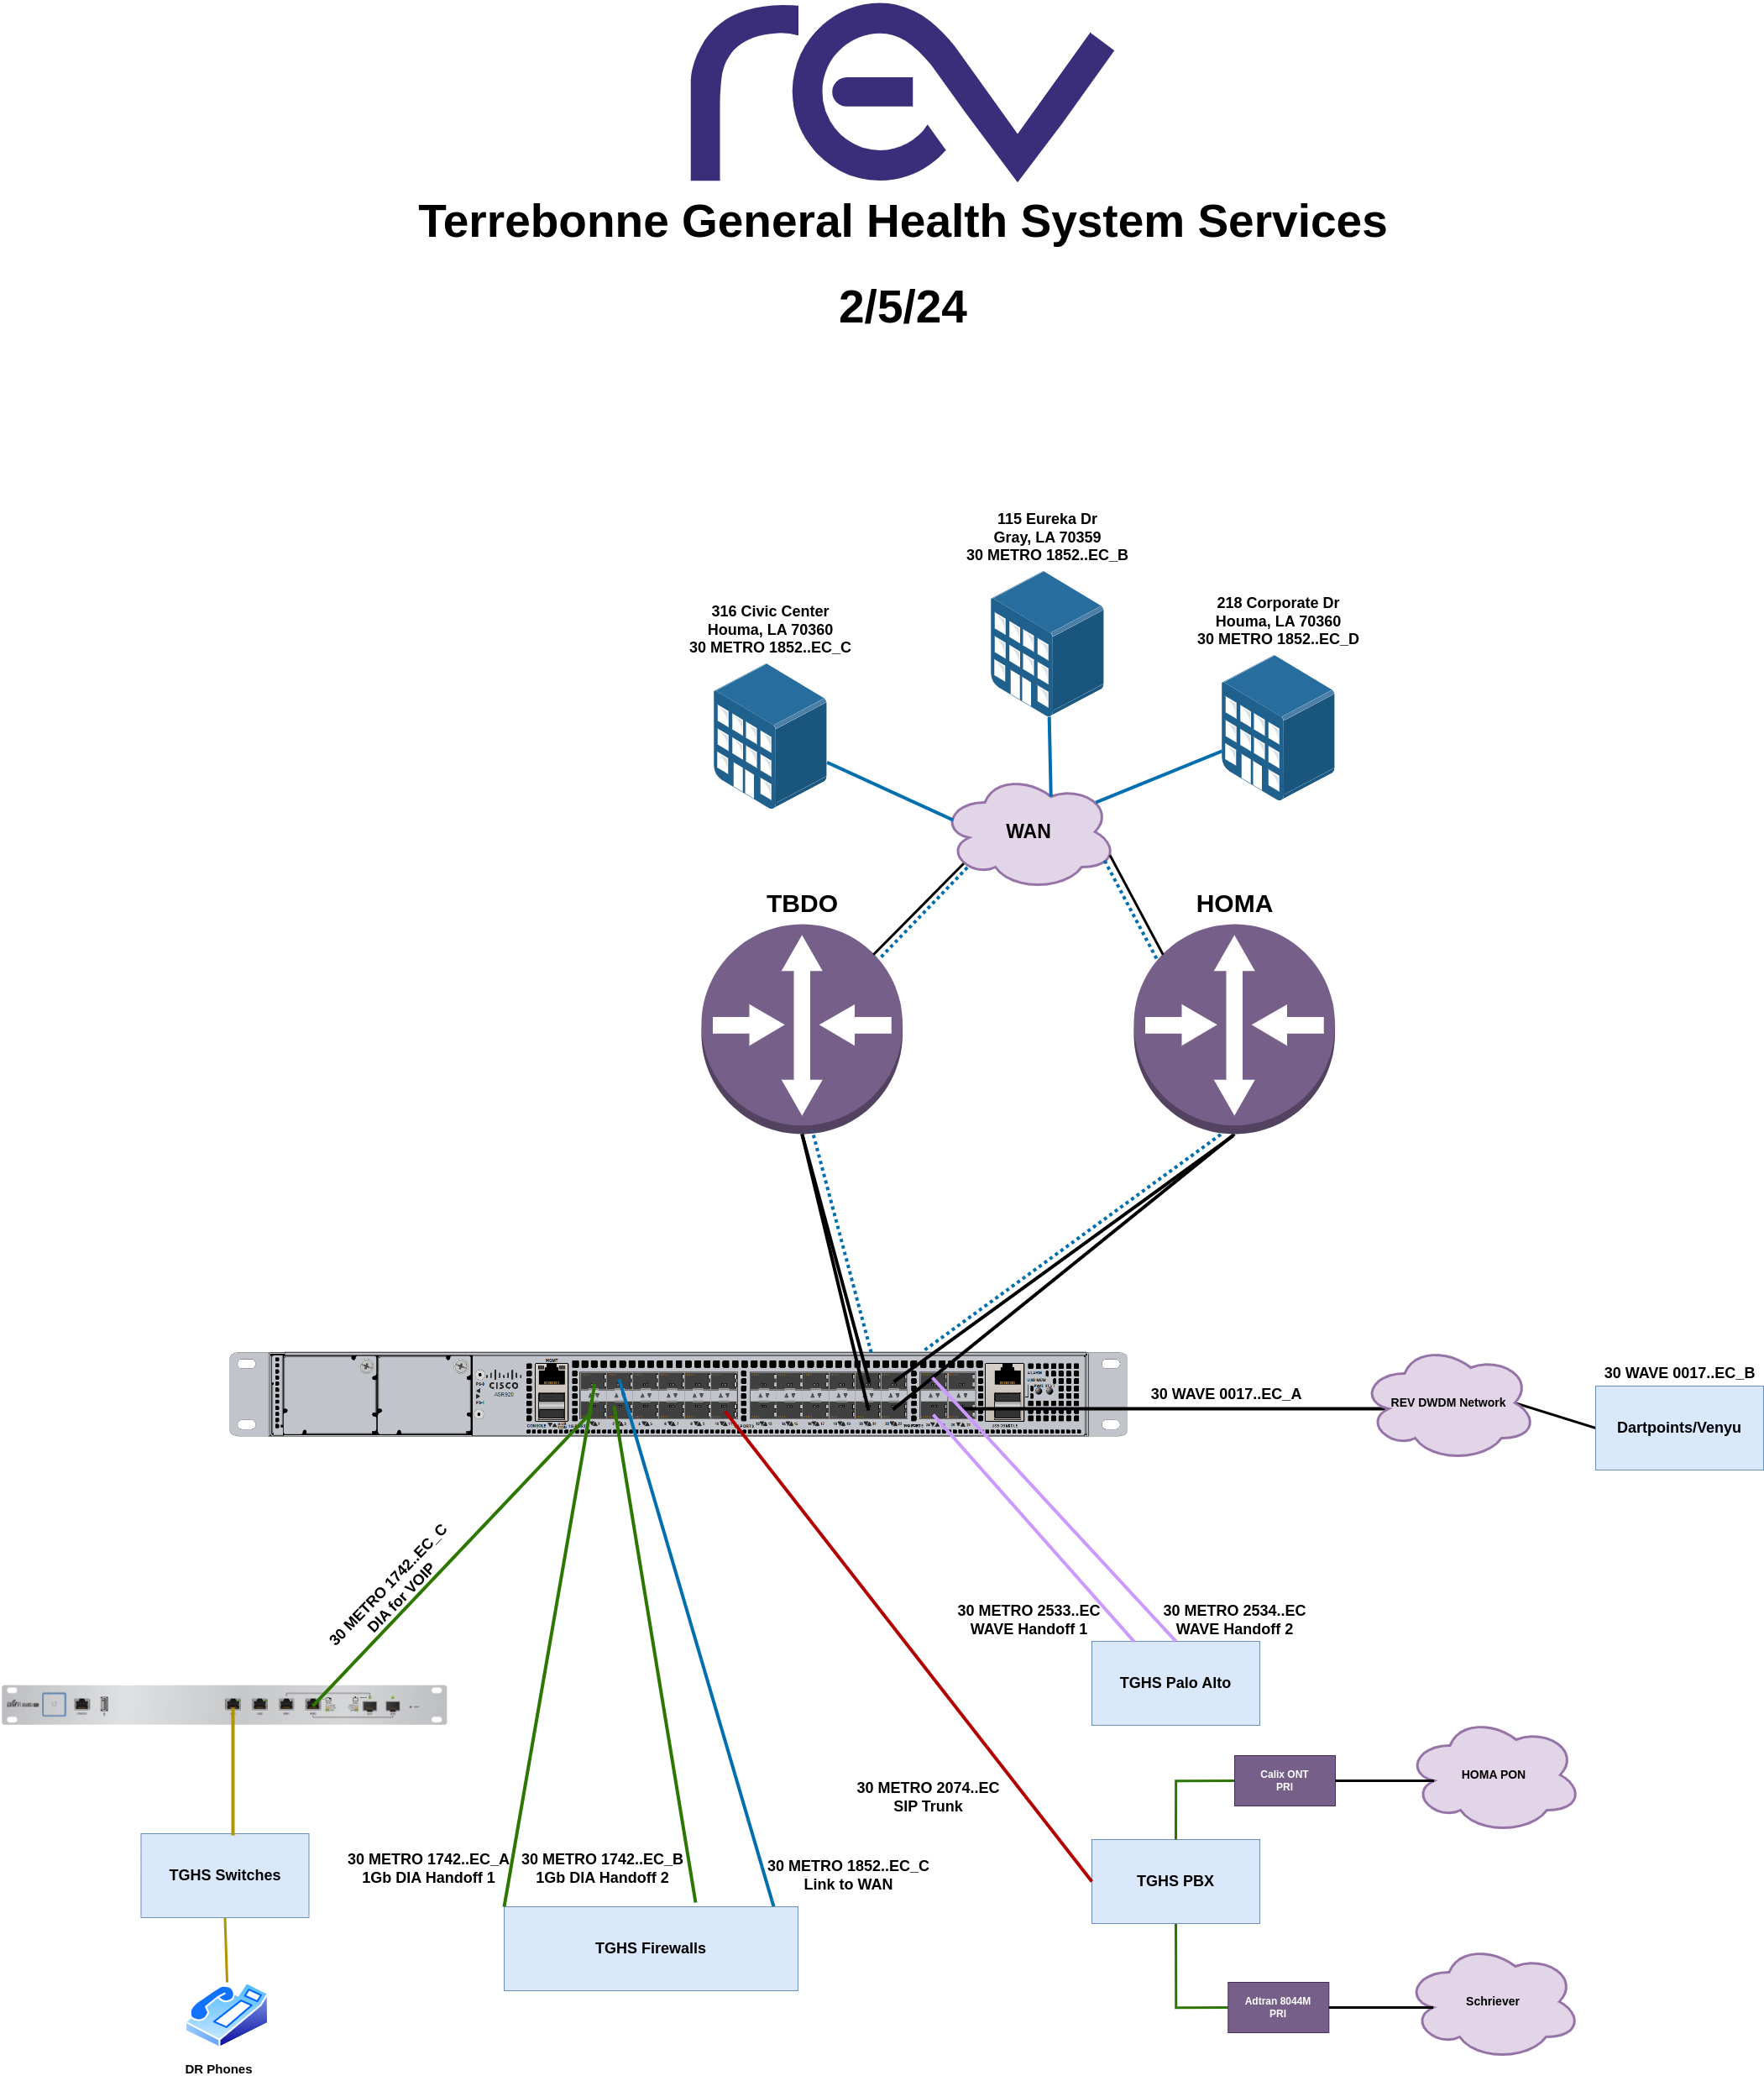 rev
Terrebonne General Health System Services
2/5/24
115 Eureka Dr
Gray, LA 70359
30 METRO 1852..EC_B
316 Civic Center
Houma, LA 70360
30 METRO 1852..EC_C
218 Corporate Dr
Houma, LA 70360
30 METRO 1852..EC_D
WAN
TBDO
HOMA
CISCO
ASR920
MGMT
CONSOLE
30 WAVE 0017..EC_A
REV DWDM Network
30 WAVE 0017..EC_B
Dartpoints/Venyu
30 METRO 1742..EC_C
DIA for VOIP
30 METRO 2533..EC
WAVE Handoff 1
30 METRO 2534..EC
WAVE Handoff 2
TGHS Palo Alto
30 METRO 2074..EC
SIP Trunk
Calix ONT
PRI
HOMA PON
TGHS Switches
30 METRO 1742..EC_A
1Gb DIA Handoff 1
30 METRO 1742..EC_B
1Gb DIA Handoff 2
30 METRO 1852..EC_C
Link to WAN
TGHS PBX
TGHS Firewalls
Adtran 8044M
PRI
Schriever
DR Phones